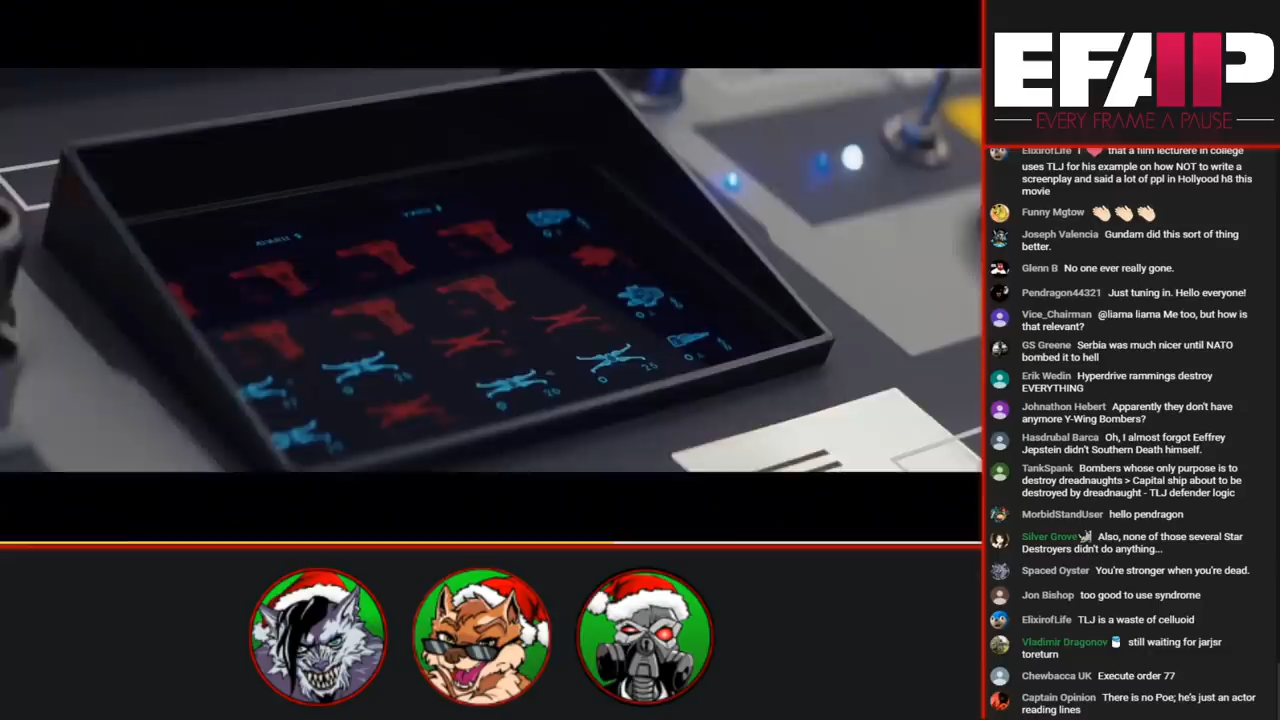 EFAP
EVERY FRAME A PAUSE
ElixirofLife I ❤ that a film lecturere in college
uses TLJ for his example on how NOT to write a
screenplay and said a lot of ppl in Hollyood h8 this
movie
Funny Mgtow 👏🏻👏🏻👏🏻
Joseph Valencia Gundam did this sort of thing
better.
Glenn B No one ever really gone.
Pendragon44321 Just tuning in. Hello everyone!
Vice_Chairman @liama liama Me too, but how is
that relevant?
GS Greene Serbia was much nicer until NATO
bombed it to hell
Erik Wedin Hyperdrive rammings destroy
EVERYTHING
Johnathon Hebert Apparently they don't have
anymore Y-Wing Bombers?
Hasdrubal Barca Oh, I almost forgot Eeffrey
Jepstein didn't Southern Death himself.
TankSpank Bombers whose only purpose is to
destroy dreadnaughts > Capital ship about to be
destroyed by dreadnaught - TLJ defender logic
MorbidStandUser hello pendragon
Silver Grove Also, none of those several Star
Destroyers didn't do anything...
Spaced Oyster You're stronger when you're dead.
Jon Bishop too good to use syndrome
ElixirofLife TLJ is a waste of celluoid
Vladimir Dragonov still waiting for jarjsr
toreturn
Chewbacca UK Execute order 77
Captain Opinion There is no Poe; he's just an actor
reading lines